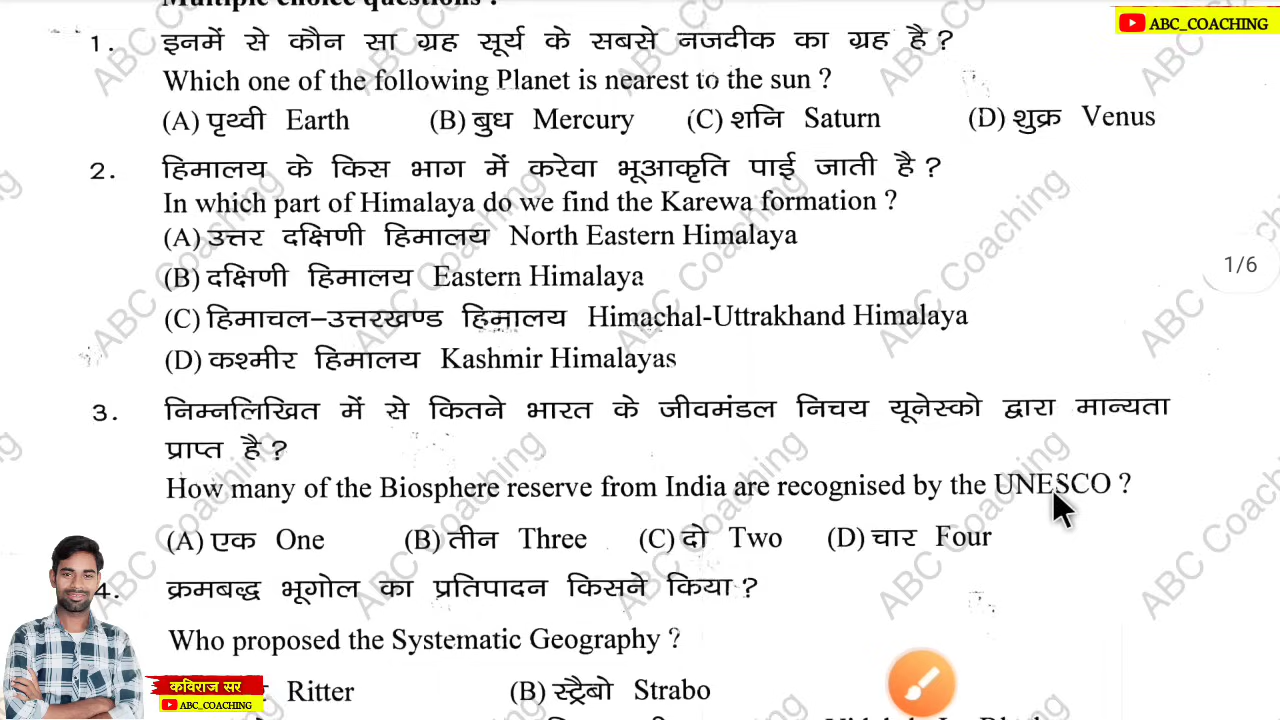 Multiple choice questions :
ABC_COACHING
1. इनमें से कौन सा ग्रह सूर्य के सबसे नजदीक का ग्रह है ?
Which one of the following Planet is nearest to the sun ?
(A) पृथ्वी Earth (B) बुध Mercury (C) शनि Saturn (D) शुक्र Venus
2. हिमालय के किस भाग में करेवा भूआकृति पाई जाती है ?
In which part of Himalaya do we find the Karewa formation ?
(A) उत्तर दक्षिणी हिमालय North Eastern Himalaya
(B) दक्षिणी हिमालय Eastern Himalaya
1/6
(C) हिमाचल–उत्तरखण्ड हिमालय Himachal-Uttrakhand Himalaya
(D) कश्मीर हिमालय Kashmir Himalayas
3. निम्नलिखित में से कितने भारत के जीवमंडल निचय यूनेस्को द्वारा मान्यता
प्राप्त है ?
How many of the Biosphere reserve from India are recognised by the UNESCO ?
(A) एक One (B) तीन Three (C) दो Two (D) चार Four
4. क्रमबद्ध भूगोल का प्रतिपादन किसने किया ?
Who proposed the Systematic Geography ?
Ritter (B) स्ट्रैबो Strabo
कविराज सर
ABC_COACHING
ABC Coaching